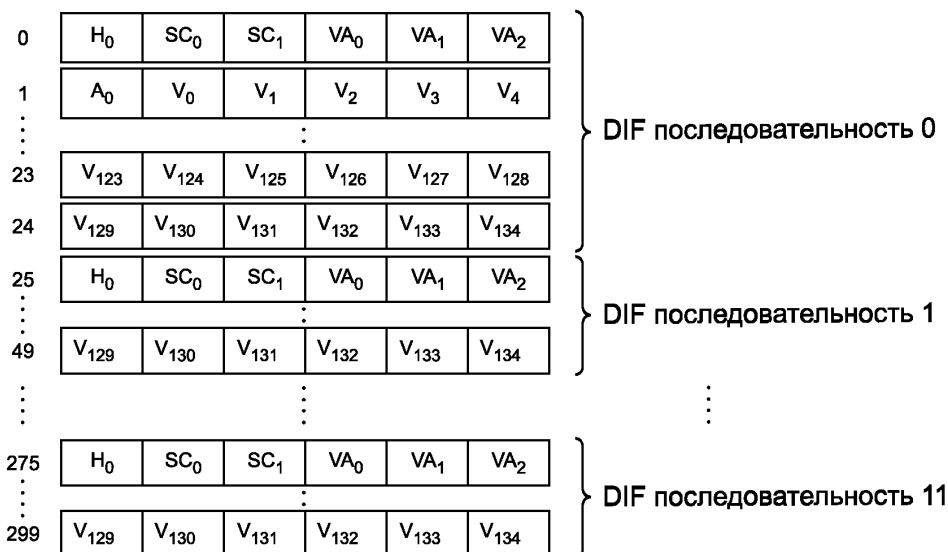 0 H₀ SC₀ SC₁ VA₀ VA₁ VA₂
1 A₀ V₀ V₁ V₂ V₃ V₄
DIF последовательность 0
23 V₁₂₃ V₁₂₄ V₁₂₅ V₁₂₆ V₁₂₇ V₁₂₈
24 V₁₂₉ V₁₃₀ V₁₃₁ V₁₃₂ V₁₃₃ V₁₃₄
25 H₀ SC₀ SC₁ VA₀ VA₁ VA₂
DIF последовательность 1
49 V₁₂₉ V₁₃₀ V₁₃₁ V₁₃₂ V₁₃₃ V₁₃₄
275 H₀ SC₀ SC₁ VA₀ VA₁ VA₂
DIF последовательность 11
299 V₁₂₉ V₁₃₀ V₁₃₁ V₁₃₂ V₁₃₃ V₁₃₄